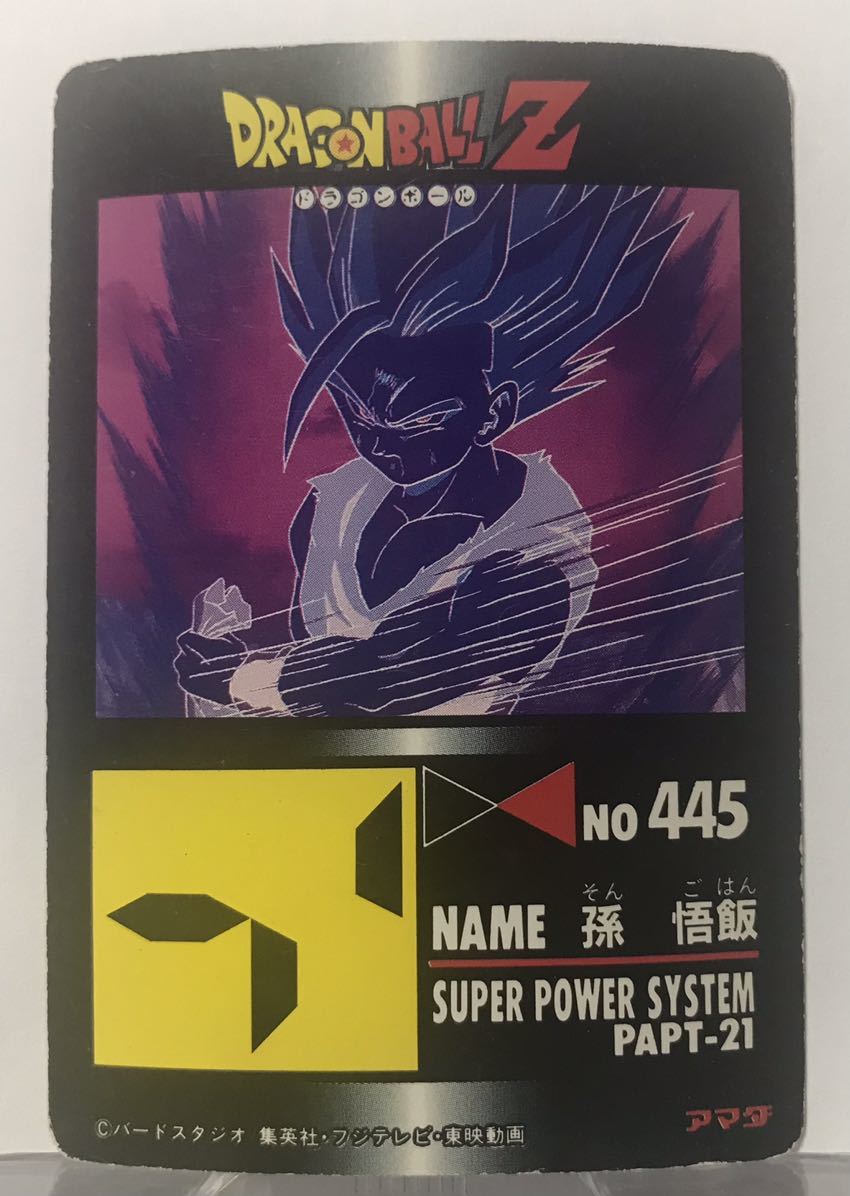 DRAGON BALL Z
ドラゴンボール
NO 445
そん ご はん
NAME 孫 悟飯
SUPER POWER SYSTEM
PAPT-21
©バードスタジオ 集英社・フジテレビ・東映動画
アマダ